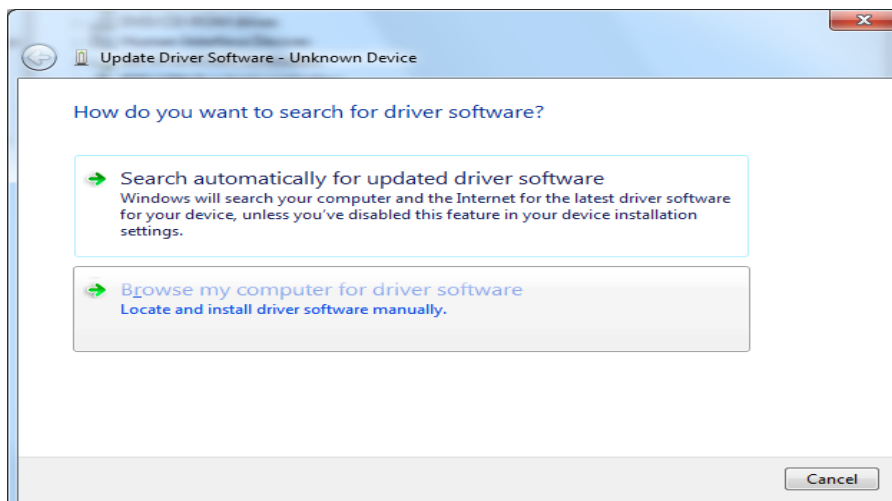 Update Driver Software - Unknown Device
How do you want to search for driver software?
Search automatically for updated driver software
Windows will search your computer and the Internet for the latest driver software
for your device, unless you've disabled this feature in your device installation
settings.
Browse my computer for driver software
Locate and install driver software manually.
Cancel